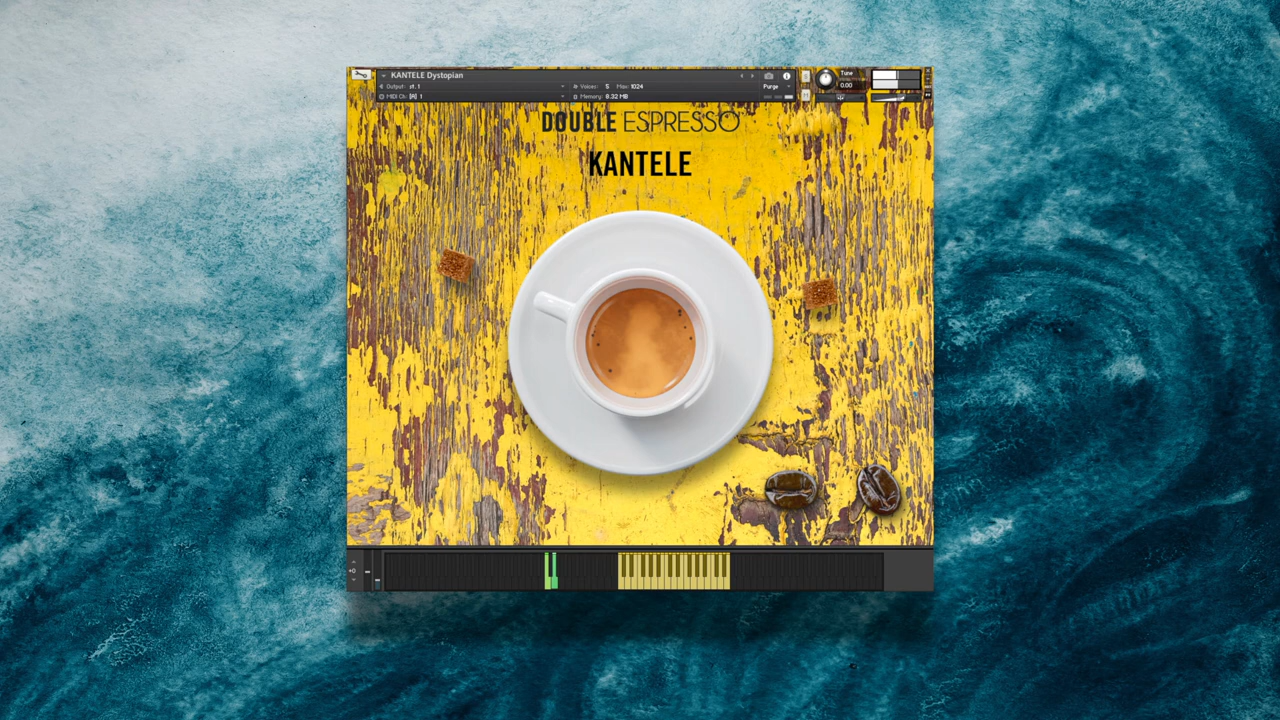 KANTELE Dystopian
Output: st. 1
Voices: 5 Max: 1024
Purge
MIDI Ch: [A] 1
Memory: 8.32 MB
Tune
0.00
DOUBLE ESPRESSO
KANTELE
+0